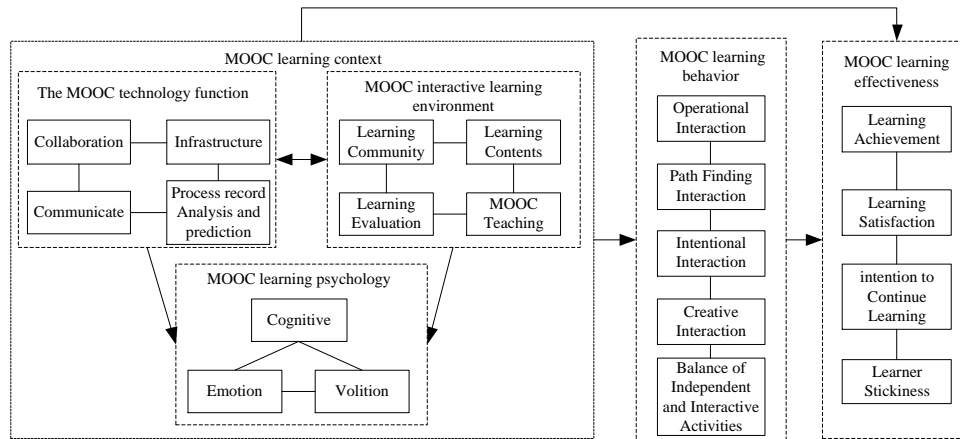 MOOC learning context
The MOOC technology function
Collaboration
Infrastructure
Communicate
Process record
Analysis and
prediction
MOOC interactive learning
environment
Learning
Community
Learning
Contents
Learning
Evaluation
MOOC
Teaching
MOOC learning psychology
Cognitive
Emotion
Volition
MOOC learning
behavior
Operational
Interaction
Path Finding
Interaction
Intentional
Interaction
Creative
Interaction
Balance of
Independent
and Interactive
Activities
MOOC learning
effectiveness
Learning
Achievement
Learning
Satisfaction
intention to
Continue
Learning
Learner
Stickiness